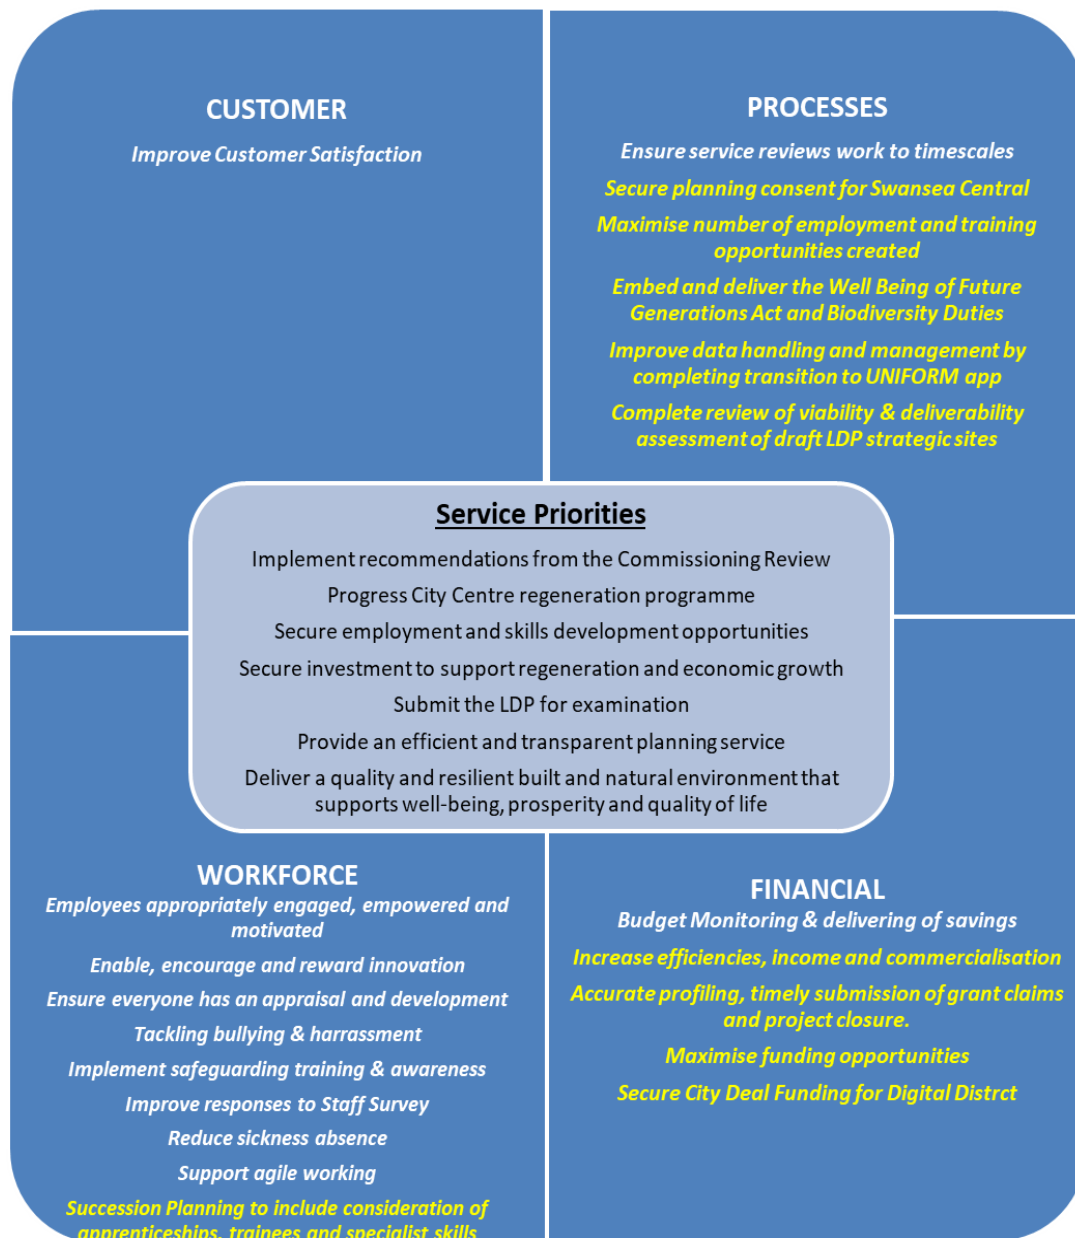 CUSTOMER
Improve Customer Satisfaction
PROCESSES
Ensure service reviews work to timescales
Secure planning consent for Swansea Central
Maximise number of employment and training
opportunities created
Embed and deliver the Well Being of Future
Generations Act and Biodiversity Duties
Improve data handling and management by
completing transition to UNIFORM app
Complete review of viability & deliverability
assessment of draft LDP strategic sites
Service Priorities
Implement recommendations from the Commissioning Review
Progress City Centre regeneration programme
Secure employment and skills development opportunities
Secure investment to support regeneration and economic growth
Submit the LDP for examination
Provide an efficient and transparent planning service
Deliver a quality and resilient built and natural environment that
supports well-being, prosperity and quality of life
WORKFORCE
Employees appropriately engaged, empowered and
motivated
Enable, encourage and reward innovation
Ensure everyone has an appraisal and development
Tackling bullying & harrassment
Implement safeguarding training & awareness
Improve responses to Staff Survey
Reduce sickness absence
Support agile working
Succession Planning to include consideration of
apprenticeships, trainees and specialist skills
FINANCIAL
Budget Monitoring & delivering of savings
Increase efficiencies, income and commercialisation
Accurate profiling, timely submission of grant claims
and project closure.
Maximise funding opportunities
Secure City Deal Funding for Digital Distrct